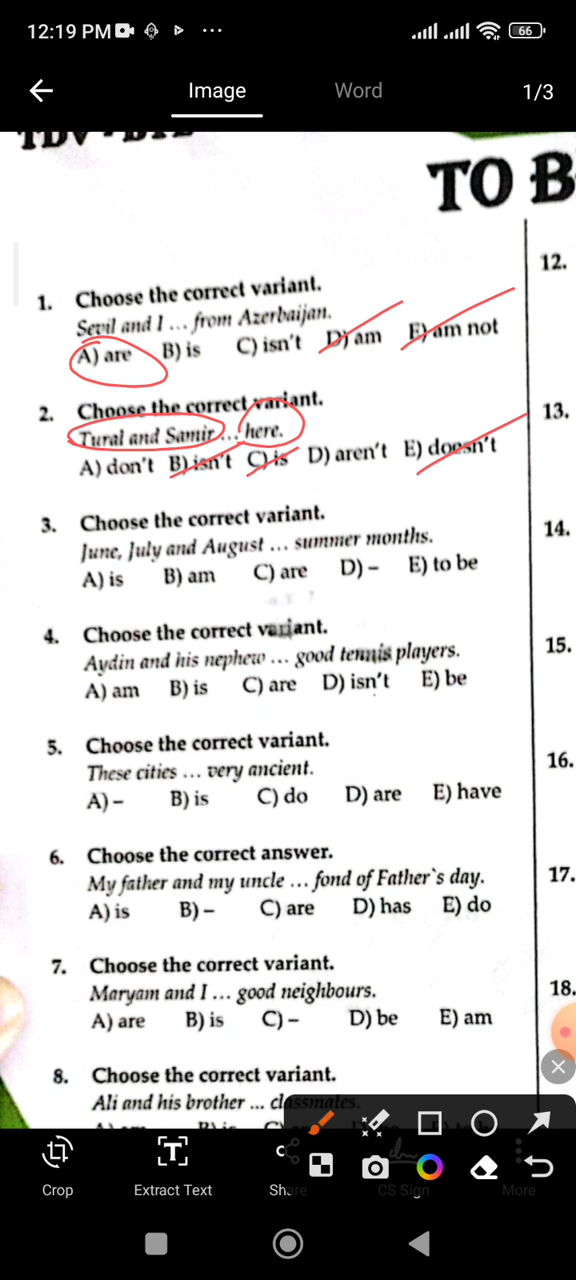 12:19 PM
66
Image
Word
1/3
TO B
1. Choose the correct variant.
Sevil and I ... from Azerbaijan.
A) are B) is C) isn't D) am E) am not
2. Choose the correct variant.
Tural and Samir ... here.
A) don't B) isn't C) is D) aren't E) doesn't
3. Choose the correct variant.
June, July and August ... summer months.
A) is B) am C) are D) – E) to be
4. Choose the correct variant.
Aydin and his nephew ... good tennis players.
A) am B) is C) are D) isn't E) be
5. Choose the correct variant.
These cities ... very ancient.
A) – B) is C) do D) are E) have
6. Choose the correct answer.
My father and my uncle ... fond of Father`s day.
A) is B) – C) are D) has E) do
7. Choose the correct variant.
Maryam and I ... good neighbours.
A) are B) is C) – D) be E) am
8. Choose the correct variant.
Ali and his brother ... classmates.
12.
13.
14.
15.
16.
17.
18.
Crop
Extract Text
Share
CS Sign
More